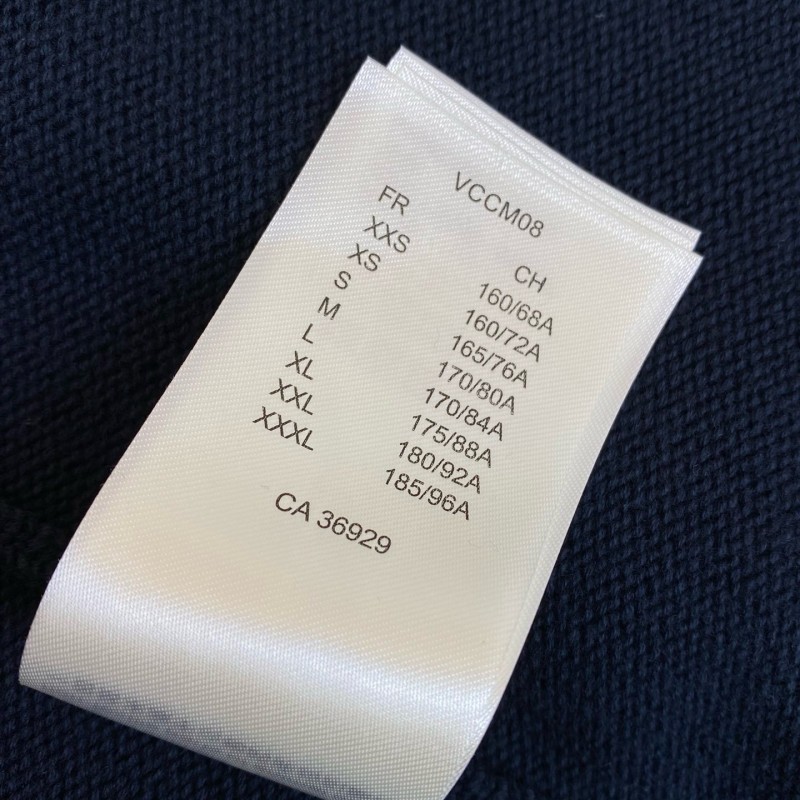 VCCM08
FR CH
XXS 160/68A
XS 160/72A
S 165/76A
M 170/80A
L 170/84A
XL 175/88A
XXL 180/92A
XXXL 185/96A
CA 36929